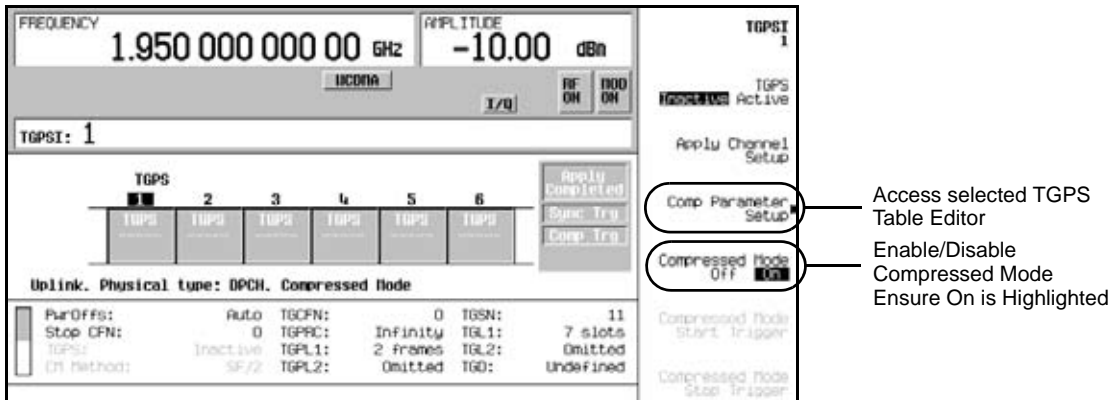 FREQUENCY
1.950 000 000 00 GHz
AMPLITUDE
-10.00 dBm
WCDMA
I/Q
RF ON
MOD ON
TGPSI: 1
TGPS
1 2 3 4 5 6
TGPS TGPS TGPS TGPS TGPS TGPS
Apply Completed
Sync Trg
Comp Trg
Uplink. Physical type: DPCH. Compressed Mode
PwrOffs: Auto TGCFN: 0 TGSN: 11
Stop CFN: 0 TGPRC: Infinity TGL1: 7 slots
TGPS: Inactive TGPL1: 2 frames TGL2: Omitted
CM Method: SF/2 TGPL2: Omitted TGD: Undefined
TGPSI
1
TGPS
Inactive Active
Apply Channel
Setup
Comp Parameter
Setup
Compressed Mode
Off On
Compressed Mode
Start Trigger
Compressed Mode
Stop Trigger
Access selected TGPS
Table Editor
Enable/Disable
Compressed Mode
Ensure On is Highlighted